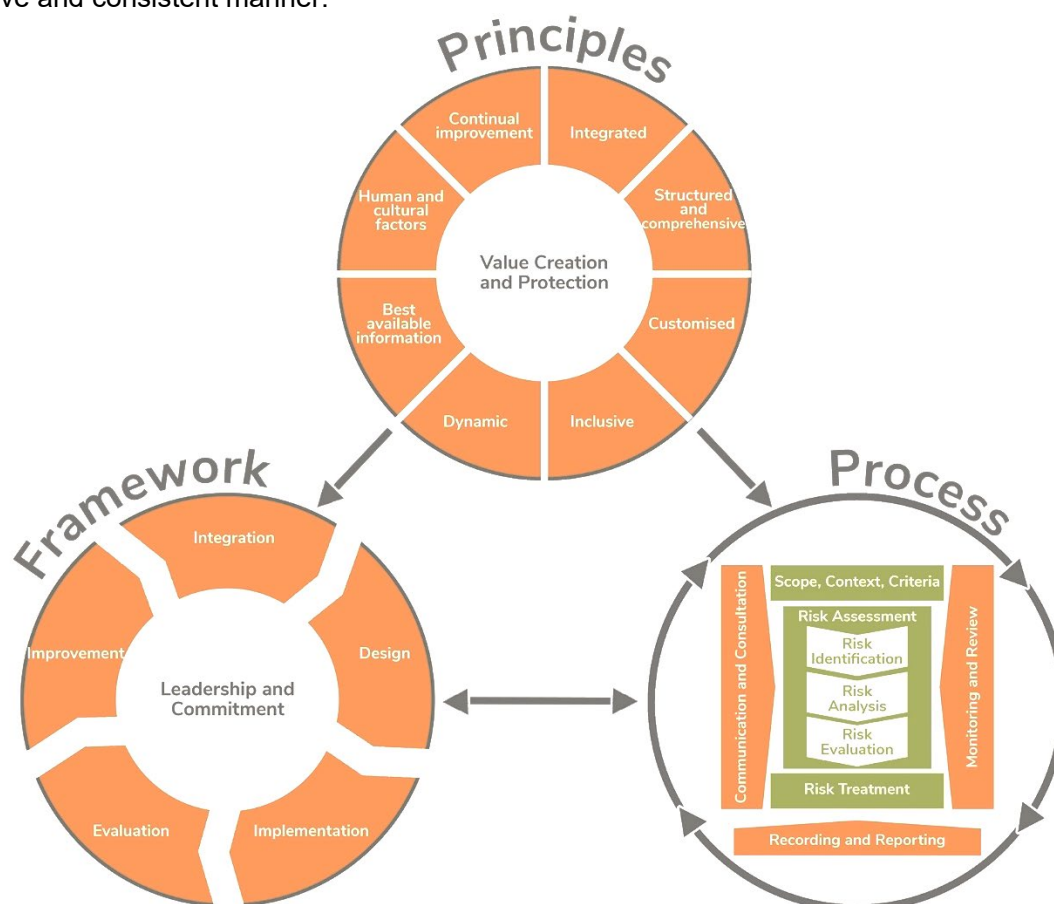 ve and consistent manner.
Principles
Continual
improvement
Integrated
Human and
cultural
factors
Structured
and
comprehensive
Value Creation
and Protection
Best
available
information
Customised
Dynamic
Inclusive
Framework
Integration
Improvement
Design
Leadership and
Commitment
Evaluation
Implementation
Process
Scope, Context, Criteria
Communication and Consultation
Risk Assessment
Risk
Identification
Risk
Analysis
Risk
Evaluation
Monitoring and Review
Risk Treatment
Recording and Reporting